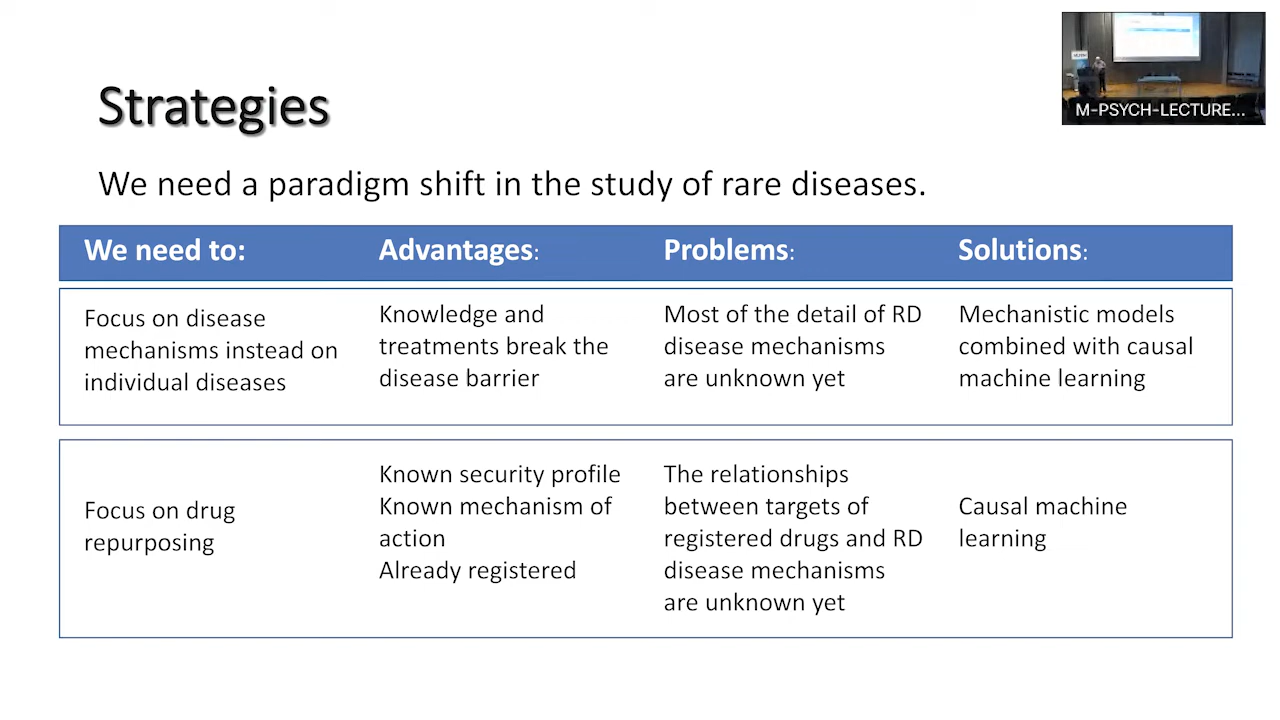 Strategies
We need a paradigm shift in the study of rare diseases.
We need to:
Advantages:
Problems:
Solutions:
Focus on disease
mechanisms instead on
individual diseases
Knowledge and
treatments break the
disease barrier
Most of the detail of RD
disease mechanisms
are unknown yet
Mechanistic models
combined with causal
machine learning
Focus on drug
repurposing
Known security profile
Known mechanism of
action
Already registered
The relationships
between targets of
registered drugs and RD
disease mechanisms
are unknown yet
Causal machine
learning
M-PSYCH-LECTURE...